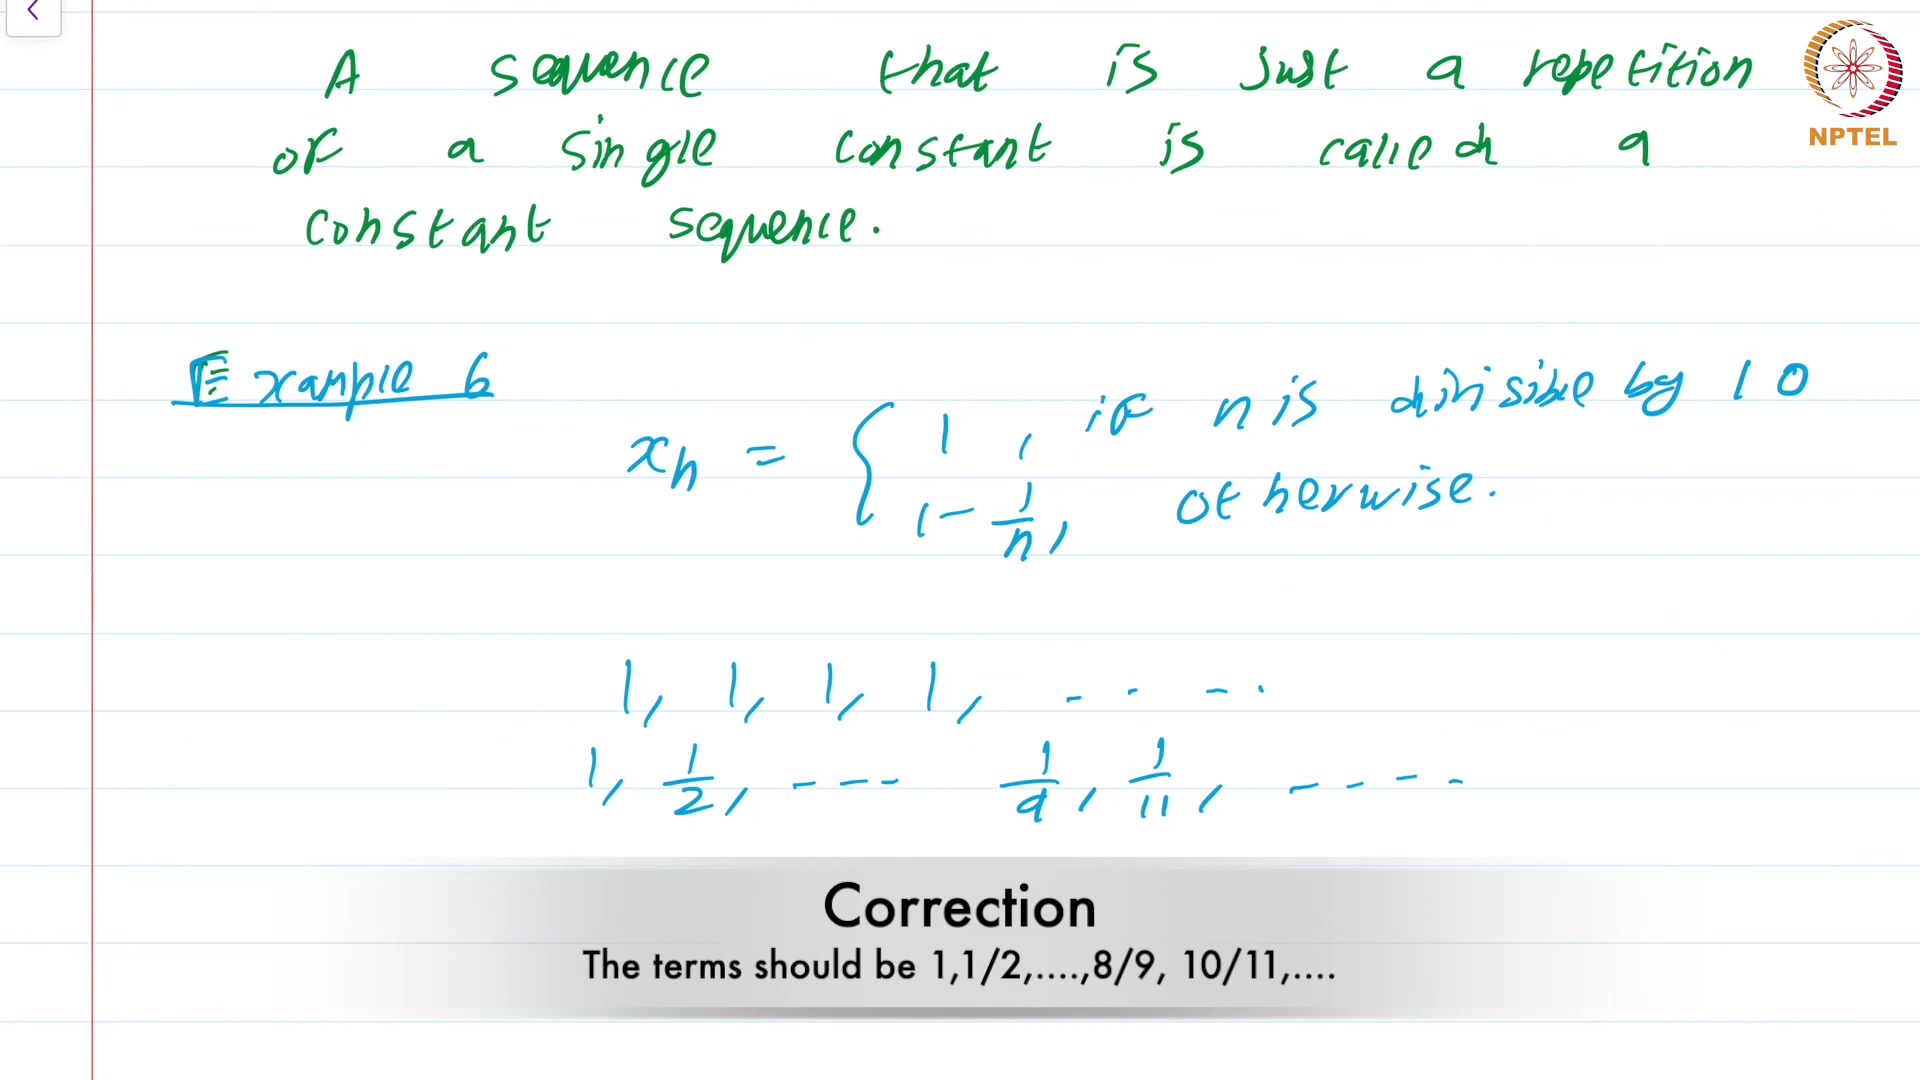 A sequence that is just a repetition
NPTEL
of a single constant is called a
constant sequence.
Example 6
xn = { 1 , if n is divisible by 10
1 - 1/n, otherwise.
1, 1, 1, 1, - . - .
1, 1/2, - - - 1/9, 1/11, - - - -
Correction
The terms should be 1,1/2,....,8/9, 10/11,....